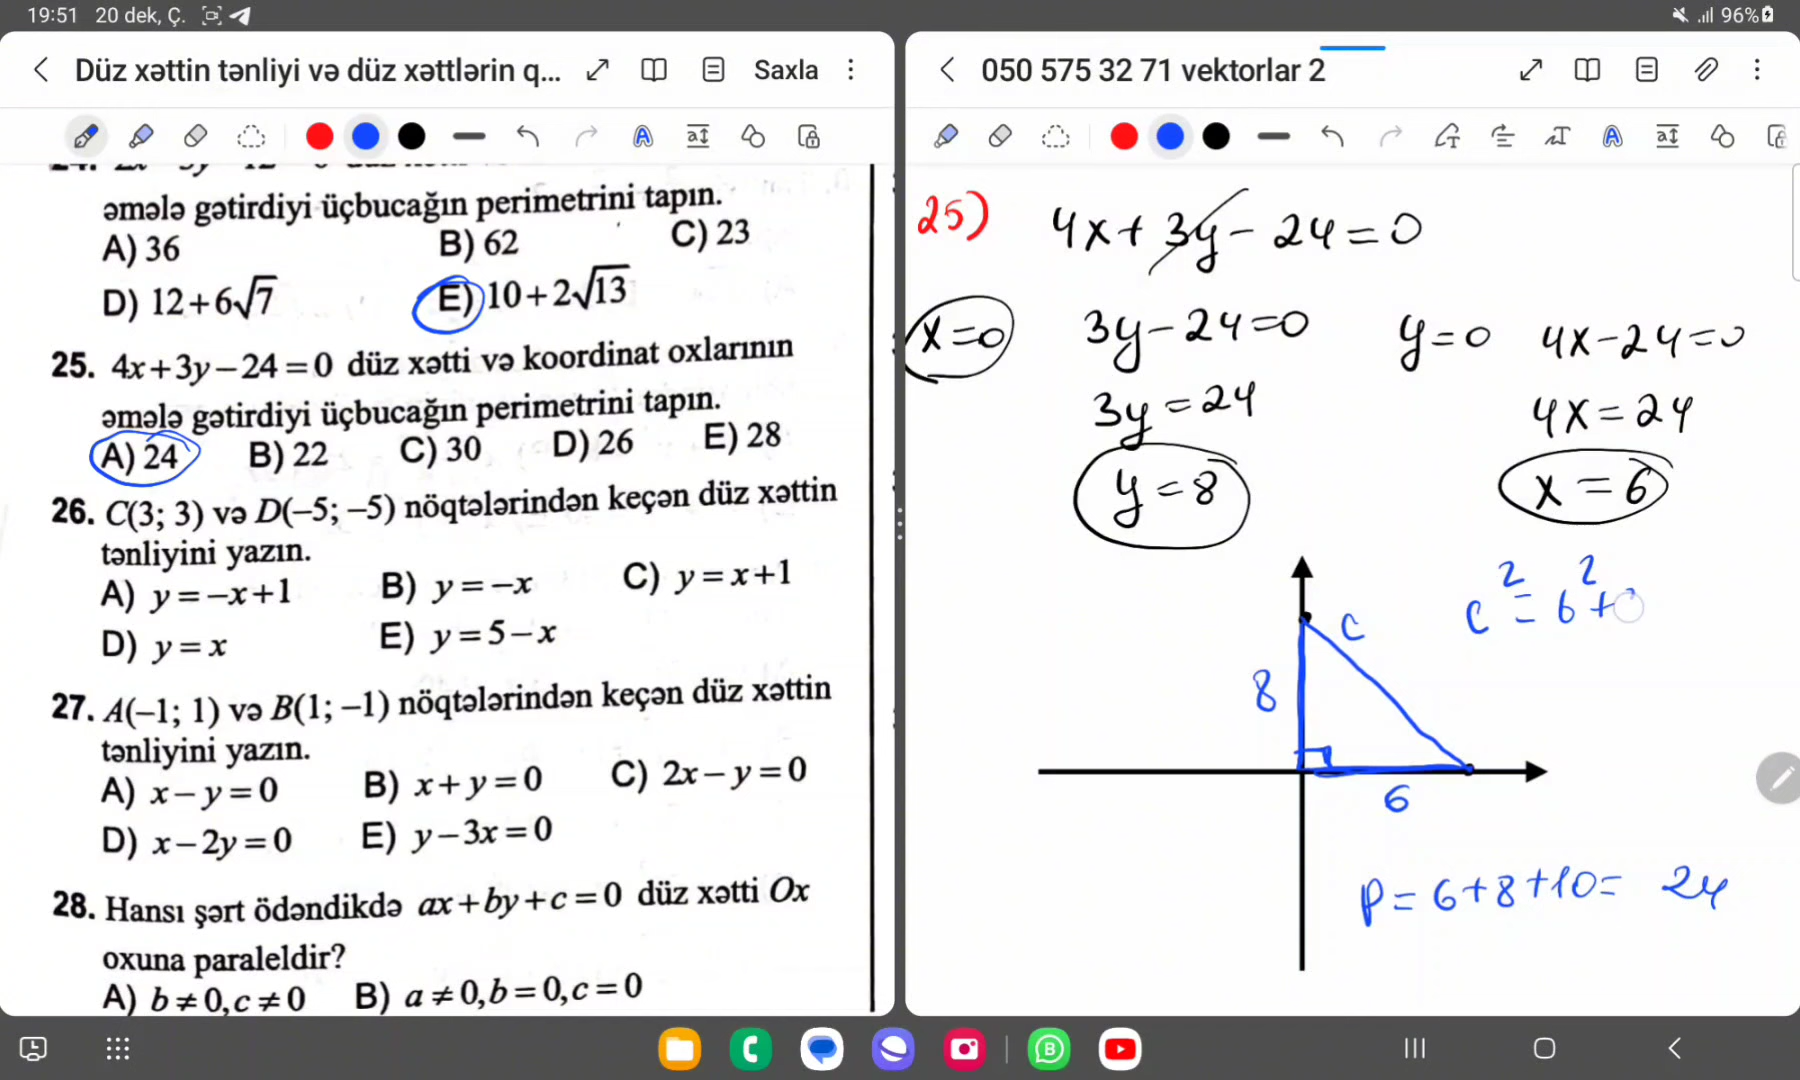 19:51 20 dek, Ç.
96%
Düz xəttin tənliyi və düz xəttlərin q...
Saxla
əmələ gətirdiyi üçbucağın perimetrini tapın.
A) 36 B) 62 C) 23
D) 12+6√7 E) 10+2√13
25. 4x+3y−24=0 düz xətti və koordinat oxlarının
əmələ gətirdiyi üçbucağın perimetrini tapın.
A) 24 B) 22 C) 30 D) 26 E) 28
26. C(3; 3) və D(−5; −5) nöqtələrindən keçən düz xəttin
tənliyini yazın.
A) y=−x+1 B) y=−x C) y=x+1
D) y=x E) y=5−x
27. A(−1; 1) və B(1; −1) nöqtələrindən keçən düz xəttin
tənliyini yazın.
A) x−y=0 B) x+y=0 C) 2x−y=0
D) x−2y=0 E) y−3x=0
28. Hansı şərt ödəndikdə ax+by+c=0 düz xətti Ox
oxuna paraleldir?
A) b≠0,c≠0 B) a≠0,b=0,c=0
050 575 32 71 vektorlar 2
25) 4x+3y−24=0
x=0 3y−24=0 y=0 4x−24=0
3y=24 4x=24
y=8 x=6
c²=6²+
c
8
6
P=6+8+10= 24